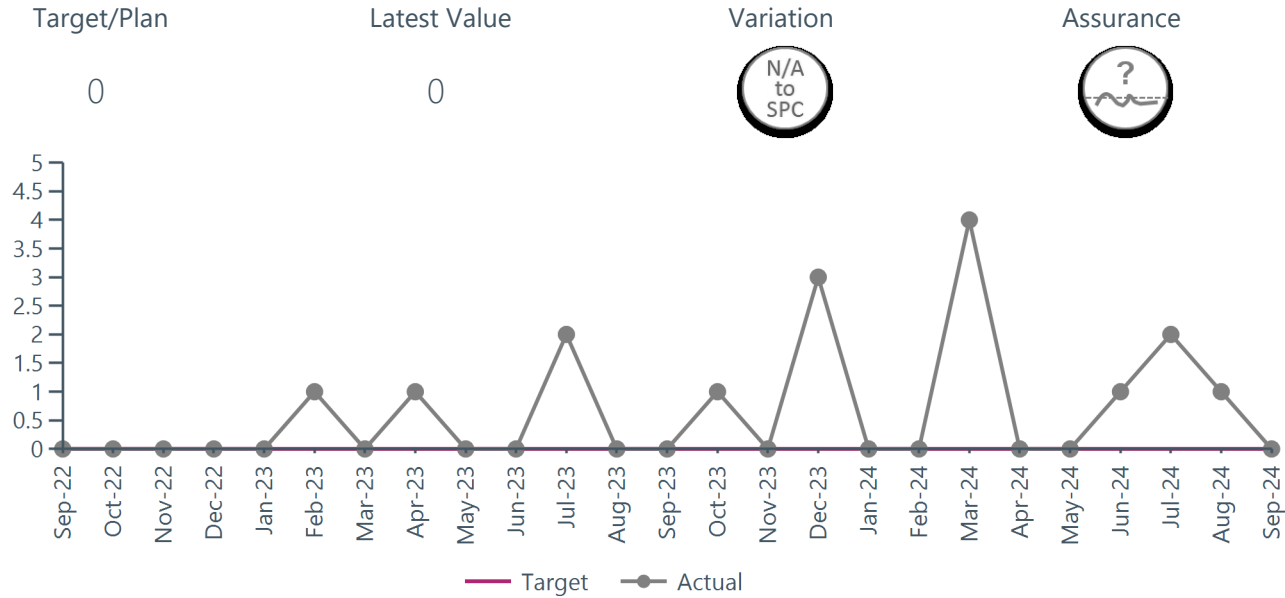 Target/Plan Latest Value Variation Assurance
0 0 N/A to SPC ?
5
4.5
4
3.5
3
2.5
2
1.5
1
0.5
0
Sep-22 Oct-22 Nov-22 Dec-22 Jan-23 Feb-23 Mar-23 Apr-23 May-23 Jun-23 Jul-23 Aug-23 Sep-23 Oct-23 Nov-23 Dec-23 Jan-24 Feb-24 Mar-24 Apr-24 May-24 Jun-24 Jul-24 Aug-24 Sep-24
Target Actual